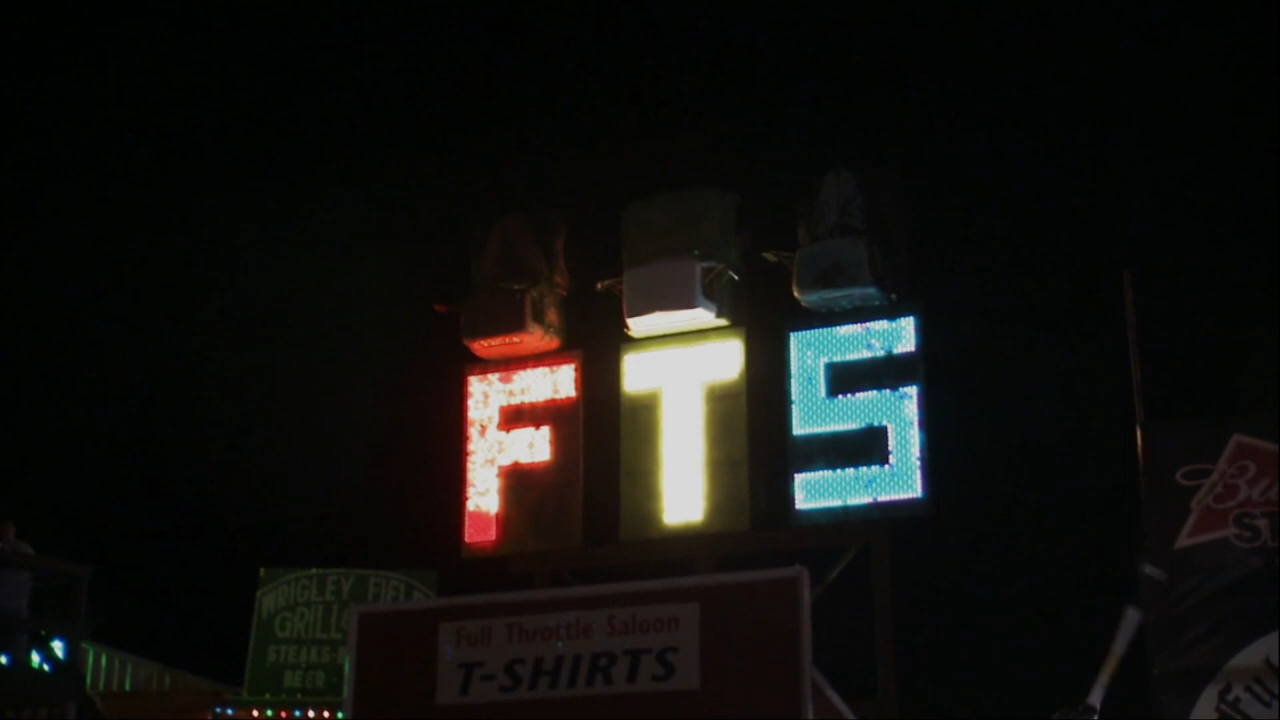 FTS
WRIGLEY FIELD
GRILL
STEAKS
BEER
Full Throttle Saloon
T-SHIRTS